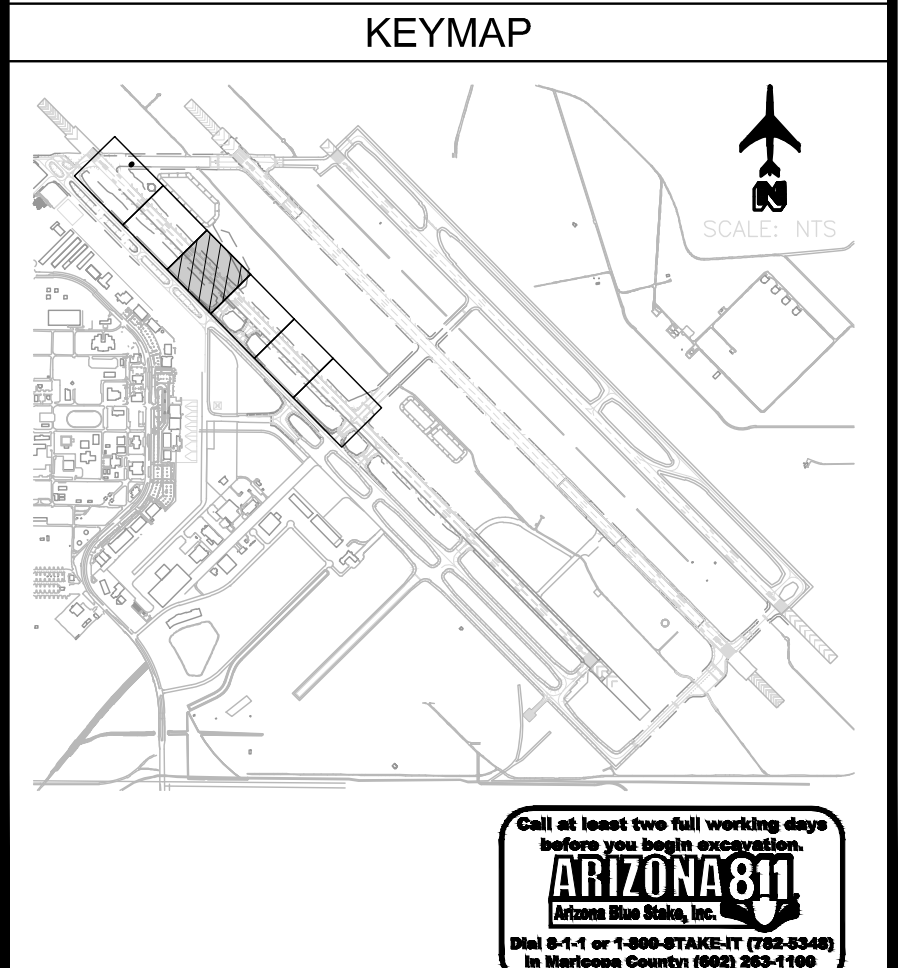 KEYMAP
N
SCALE: NTS
Call at least two full working days
before you begin excavation.
ARIZONA 811
Arizona Blue Stake, Inc.
Dial 8-1-1 or 1-800-STAKE-IT (782-5348)
In Maricopa County: (602) 263-1100